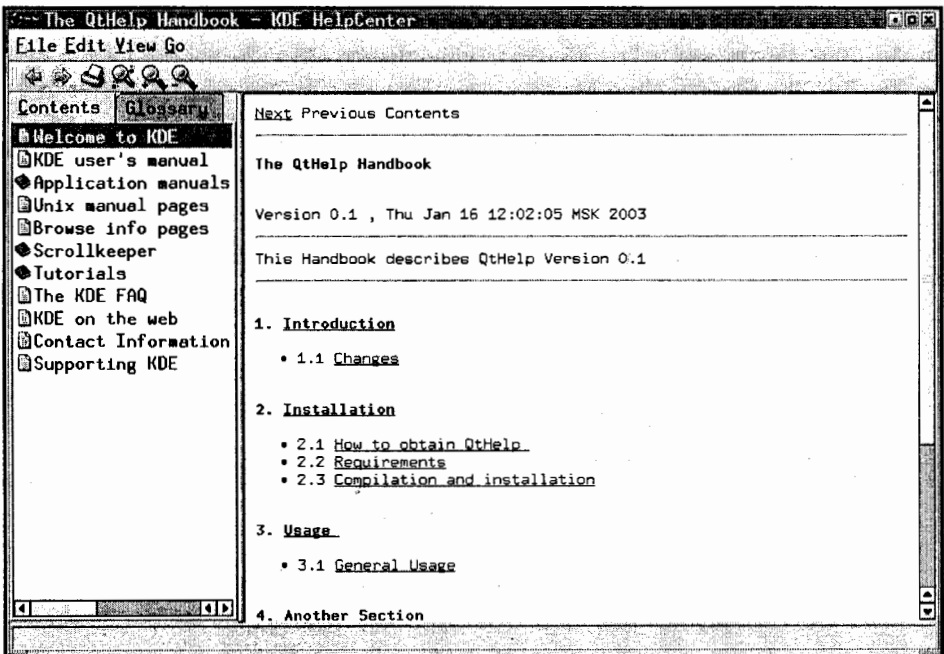 The QtHelp Handbook - KDE HelpCenter
File Edit View Go
Contents Glossary
Welcome to KDE
KDE user's manual
Application manuals
Unix manual pages
Browse info pages
Scrollkeeper
Tutorials
The KDE FAQ
KDE on the web
Contact Information
Supporting KDE
Next Previous Contents
The QtHelp Handbook
Version 0.1 , Thu Jan 16 12:02:05 MSK 2003
This Handbook describes QtHelp Version 0.1
1. Introduction
• 1.1 Changes
2. Installation
• 2.1 How to obtain QtHelp
• 2.2 Requirements
• 2.3 Compilation and installation
3. Usage
• 3.1 General Usage
4. Another Section